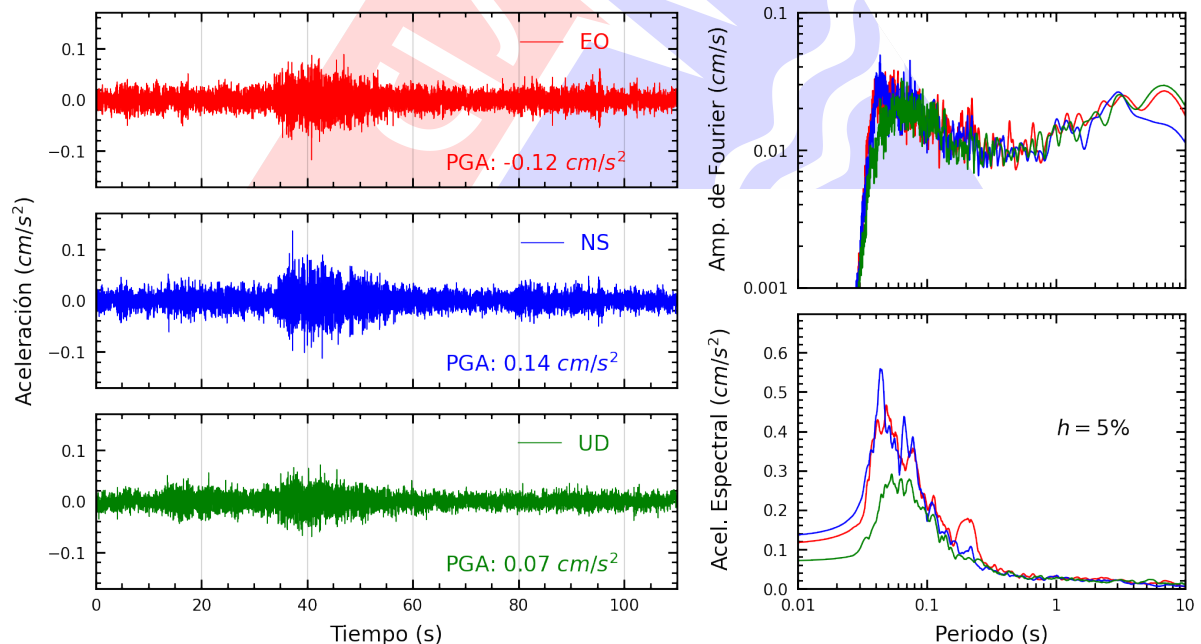 Aceleración (cm/s²)
0.1
0.0
−0.1
EO
PGA: -0.12 cm/s²
0.1
0.0
−0.1
NS
PGA: 0.14 cm/s²
0.1
0.0
−0.1
UD
PGA: 0.07 cm/s²
0 20 40 60 80 100
Tiempo (s)
Amp. de Fourier (cm/s)
0.1
0.01
0.001
Acel. Espectral (cm/s²)
0.6
0.5
0.4
0.3
0.2
0.1
0.0
h = 5%
0.01 0.1 1 10
Periodo (s)